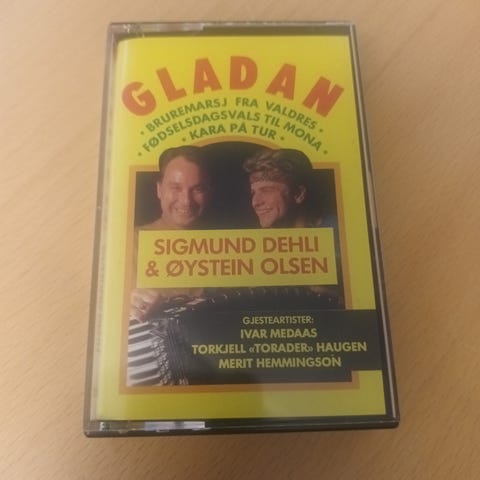 GLADAN
• BRUREMARSJ FRA VALDRES •
• FØDSELSDAGSVALS TIL MONA •
• KARA PÅ TUR •
SIGMUND DEHLI
& ØYSTEIN OLSEN
GJESTEARTISTER:
IVAR MEDAAS
TORKJELL «TORADER» HAUGEN
MERIT HEMMINGSON